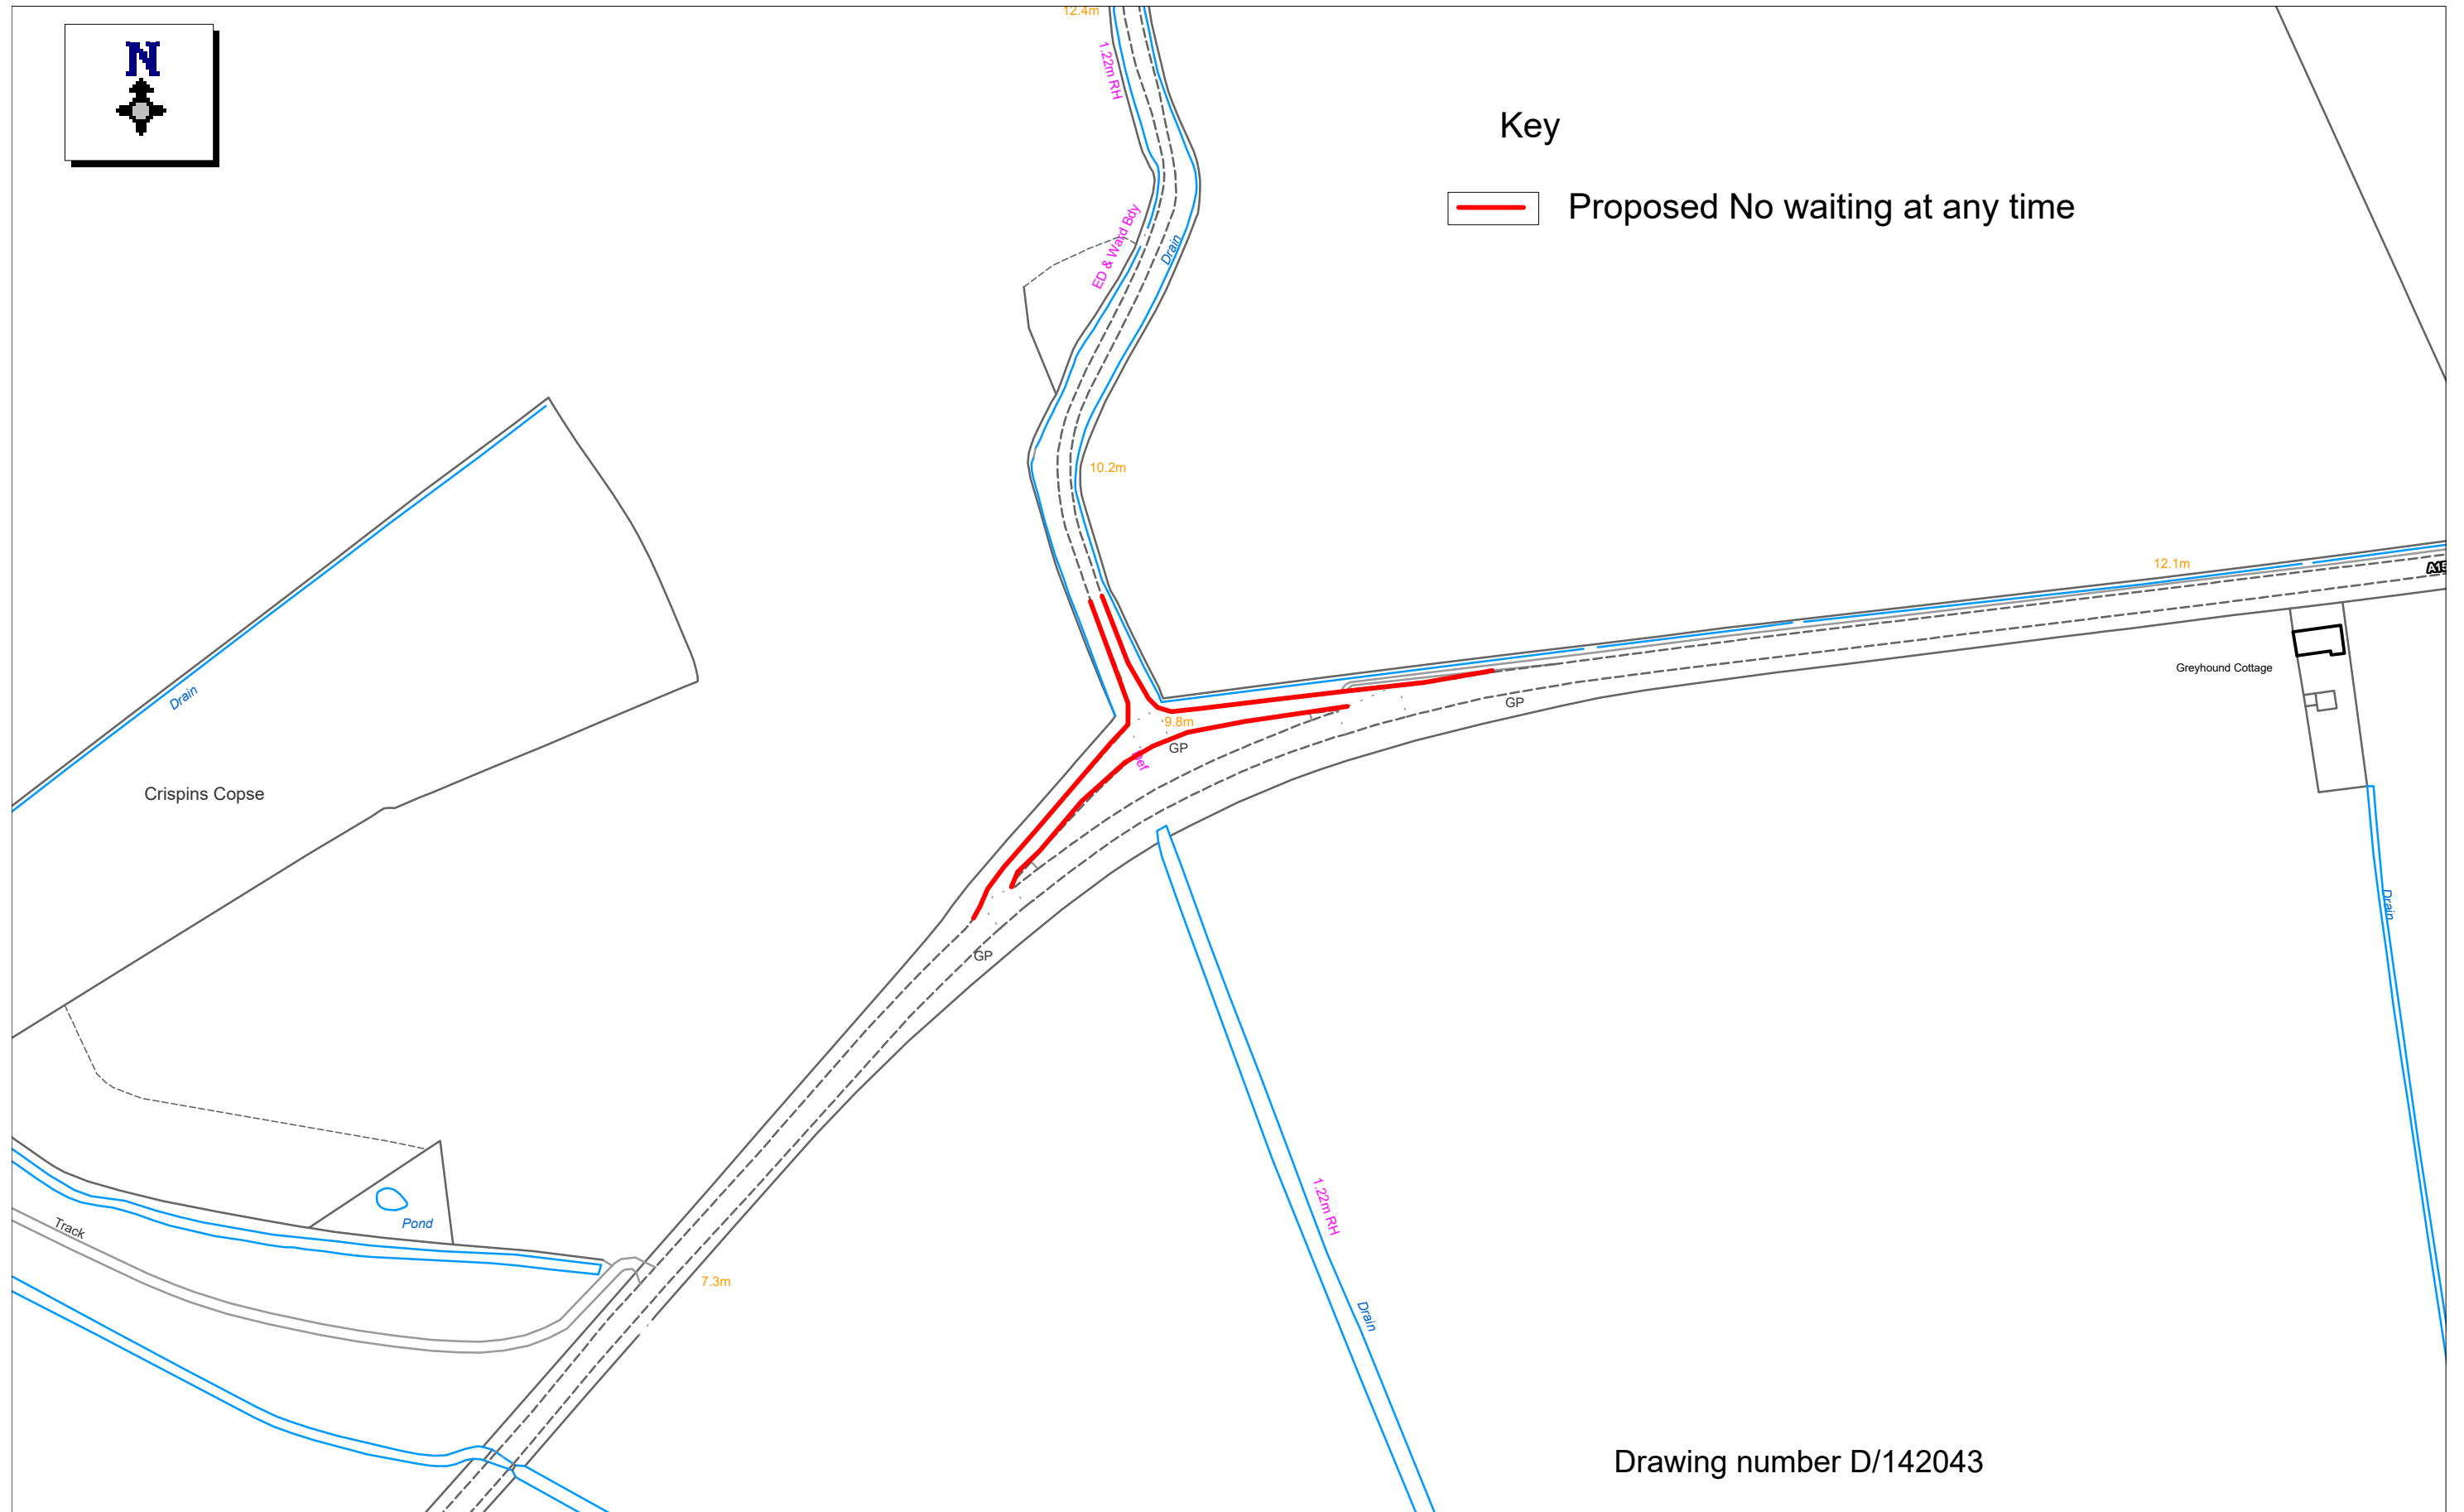 12.4m
N
1.22m RH
Key
Proposed No waiting at any time
ED & Ward Bdy
Drain
10.2m
12.1m
Greyhound Cottage
Drain
GP
9.8m
GP
Crispins Copse
Drain
GP
1.22m RH
Track
Pond
7.3m
Drain
Drawing number D/142043